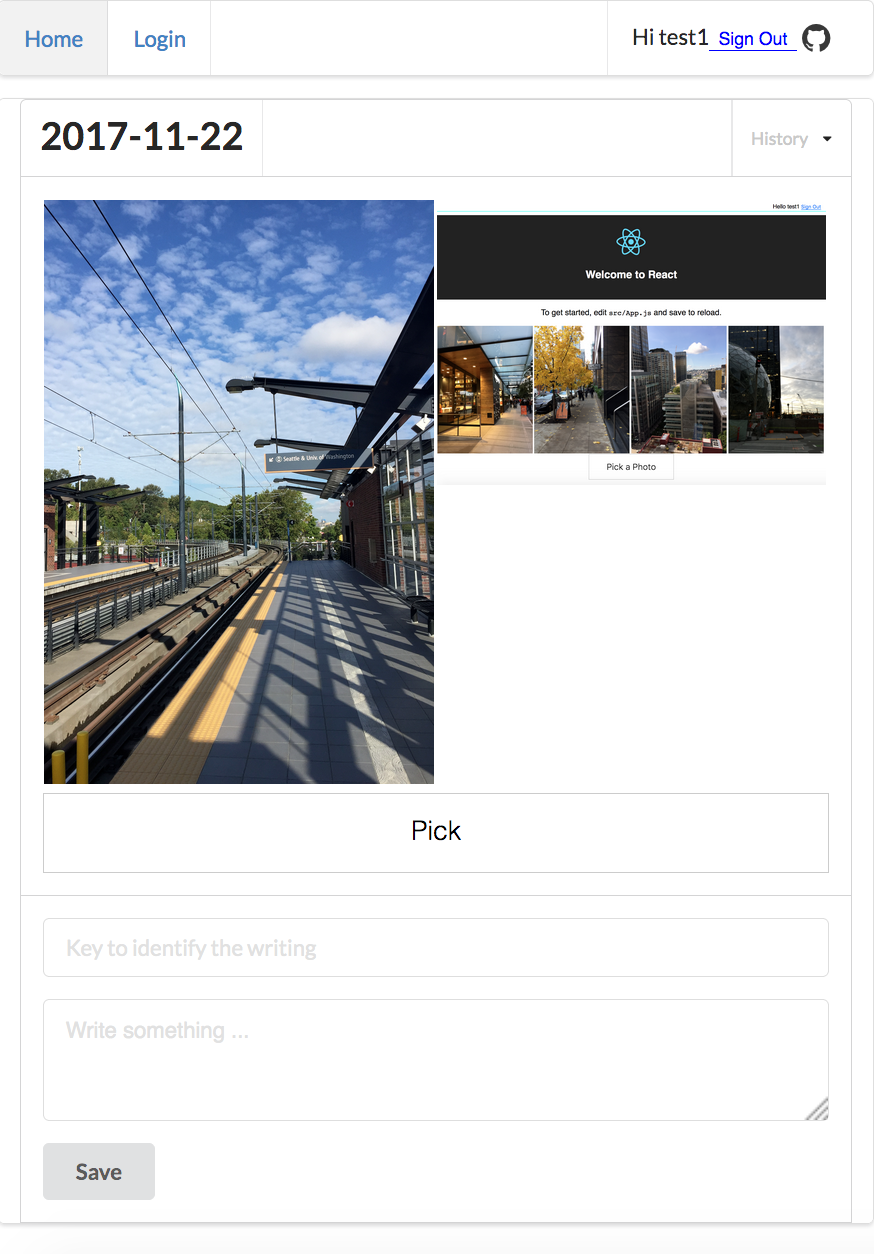 Home Login Hi test1 Sign Out
2017-11-22 History
Hello test1 Sign Out
Welcome to React
To get started, edit src/App.js and save to reload.
Seattle & Univ. of Washington
Pick a Photo
Pick
Key to identify the writing
Write something ...
Save